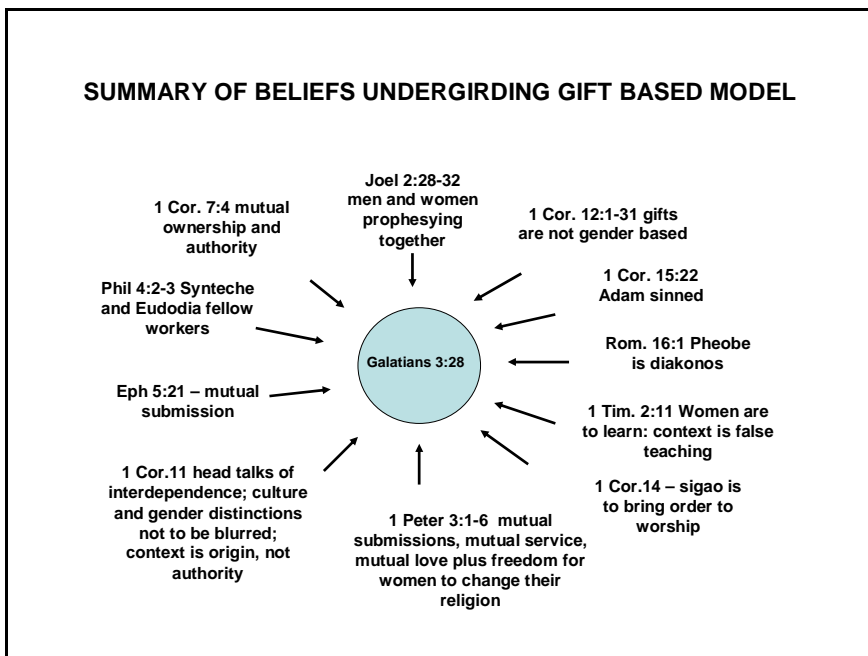 SUMMARY OF BELIEFS UNDERGIRDING GIFT BASED MODEL
Joel 2:28-32
men and women
prophesying
together
1 Cor. 7:4 mutual
ownership and
authority
1 Cor. 12:1-31 gifts
are not gender based
Phil 4:2-3 Synteche
and Eudodia fellow
workers
1 Cor. 15:22
Adam sinned
Galatians 3:28
Rom. 16:1 Pheobe
is diakonos
Eph 5:21 – mutual
submission
1 Tim. 2:11 Women are
to learn: context is false
teaching
1 Cor.11 head talks of
interdependence; culture
and gender distinctions
not to be blurred;
context is origin, not
authority
1 Peter 3:1-6 mutual
submissions, mutual service,
mutual love plus freedom for
women to change their
religion
1 Cor.14 – sigao is
to bring order to
worship